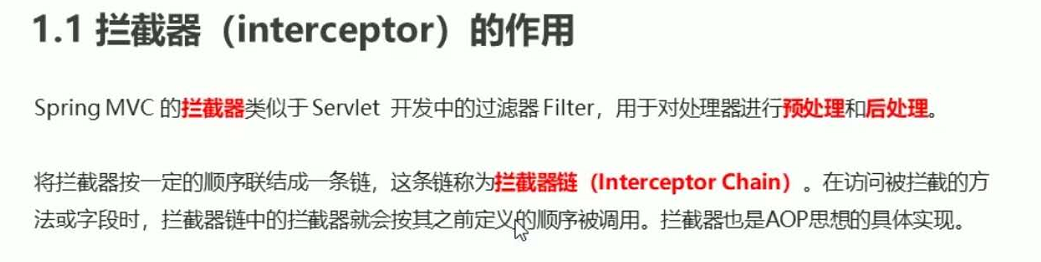 1.1 拦截器（interceptor）的作用
Spring MVC 的拦截器类似于 Servlet 开发中的过滤器 Filter，用于对处理器进行预处理和后处理。
将拦截器按一定的顺序联结成一条链，这条链称为拦截器链（Interceptor Chain）。在访问被拦截的方
法或字段时，拦截器链中的拦截器就会按其之前定义的顺序被调用。拦截器也是AOP思想的具体实现。